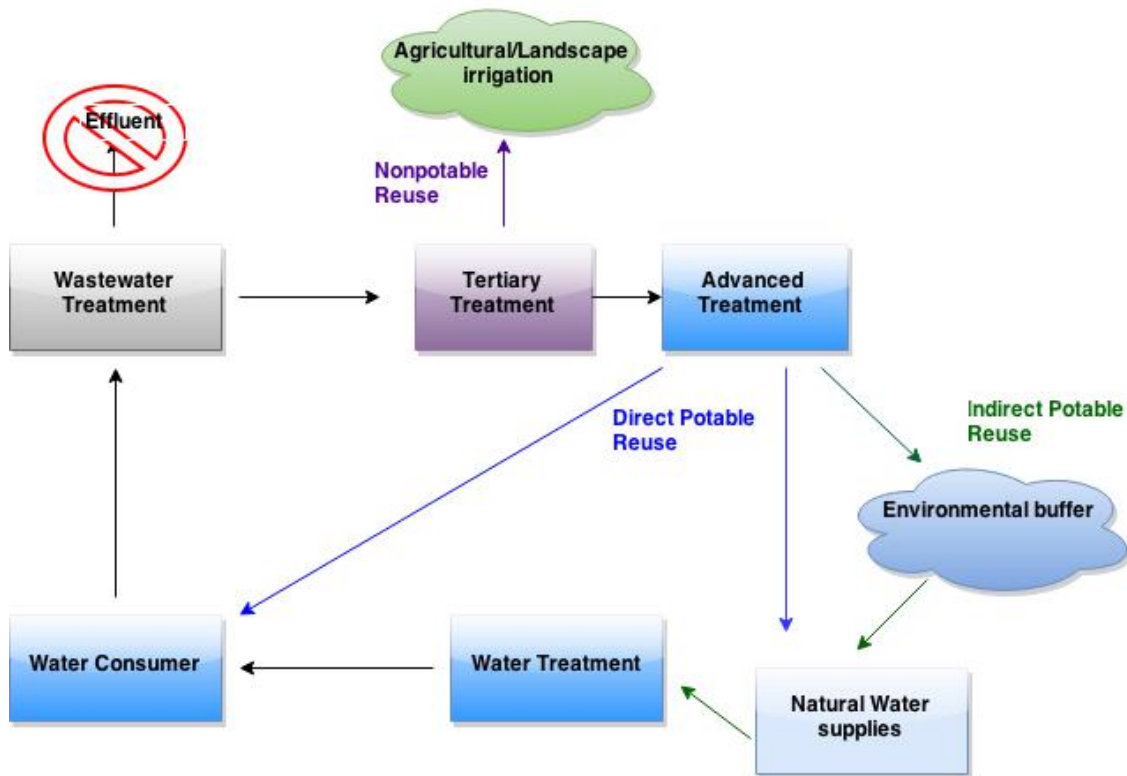 Agricultural/Landscape
irrigation
Effluent
Nonpotable
Reuse
Wastewater
Treatment
Tertiary
Treatment
Advanced
Treatment
Direct Potable
Reuse
Indirect Potable
Reuse
Environmental buffer
Water Consumer
Water Treatment
Natural Water
supplies